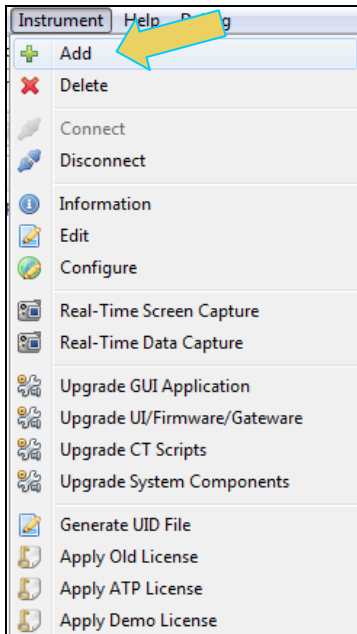 Instrument Help Debug
Add
Delete
Connect
Disconnect
Information
Edit
Configure
Real-Time Screen Capture
Real-Time Data Capture
Upgrade GUI Application
Upgrade UI/Firmware/Gateware
Upgrade CT Scripts
Upgrade System Components
Generate UID File
Apply Old License
Apply ATP License
Apply Demo License